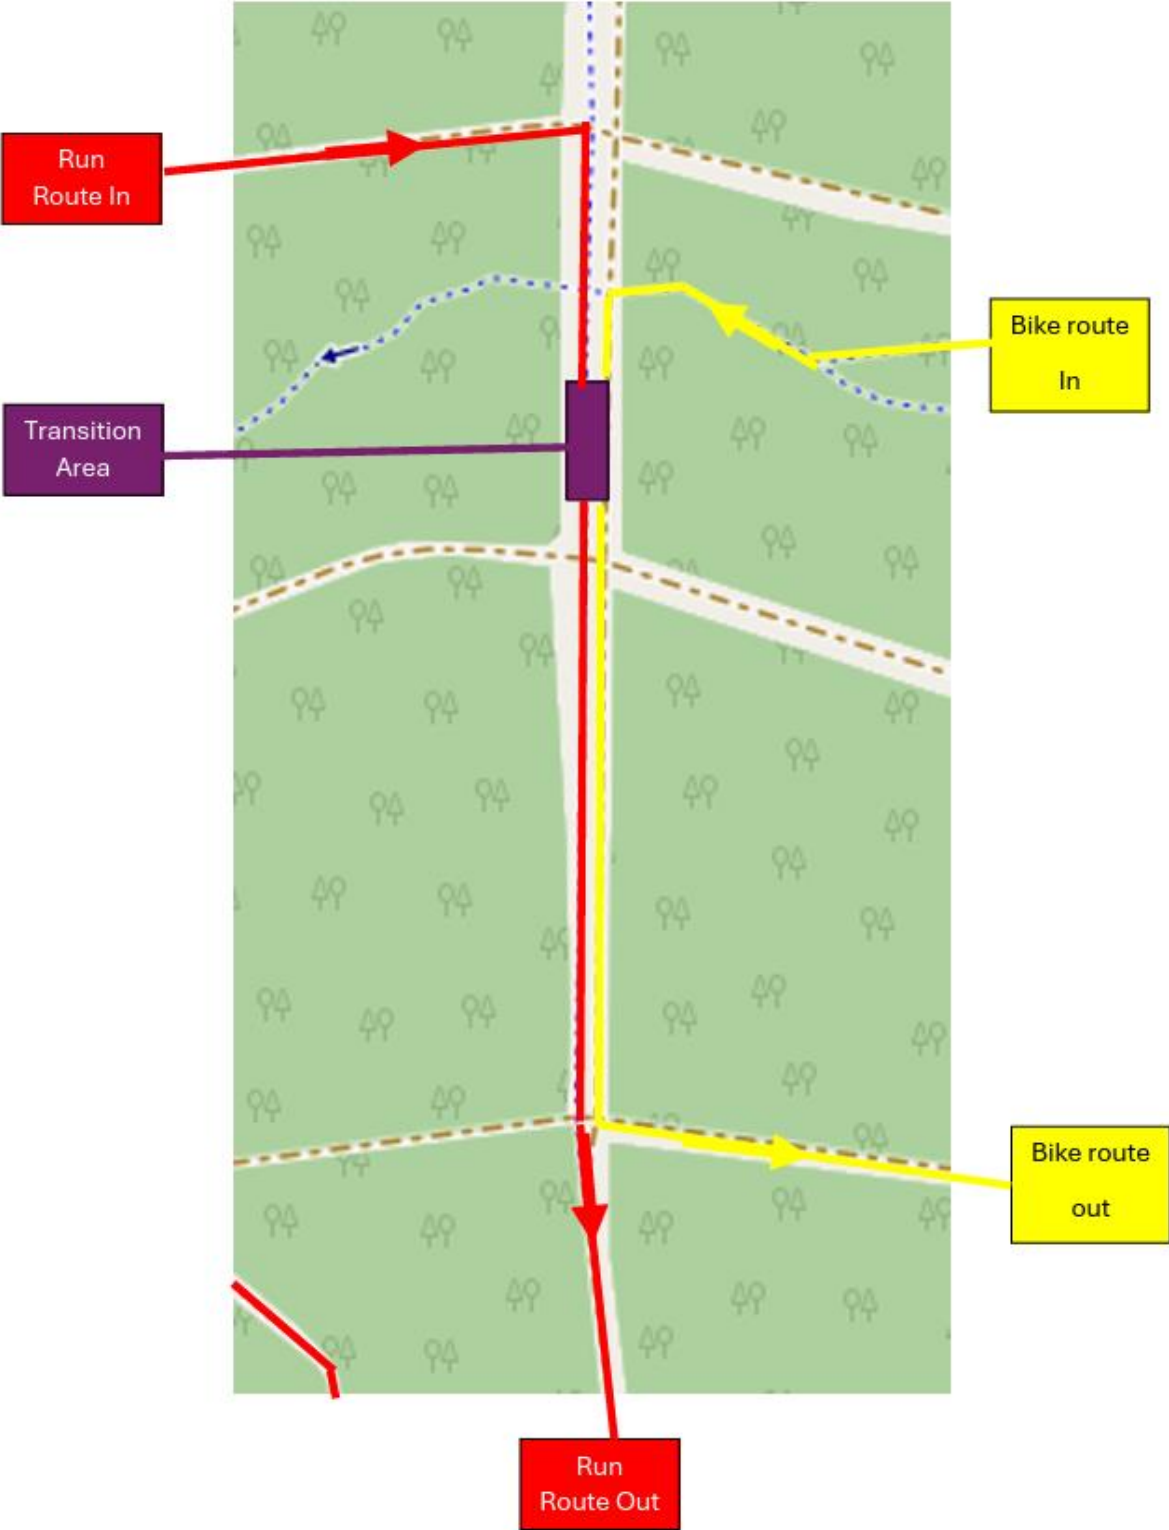 Run
Route In
Bike route
In
Transition
Area
Bike route
out
Run
Route Out